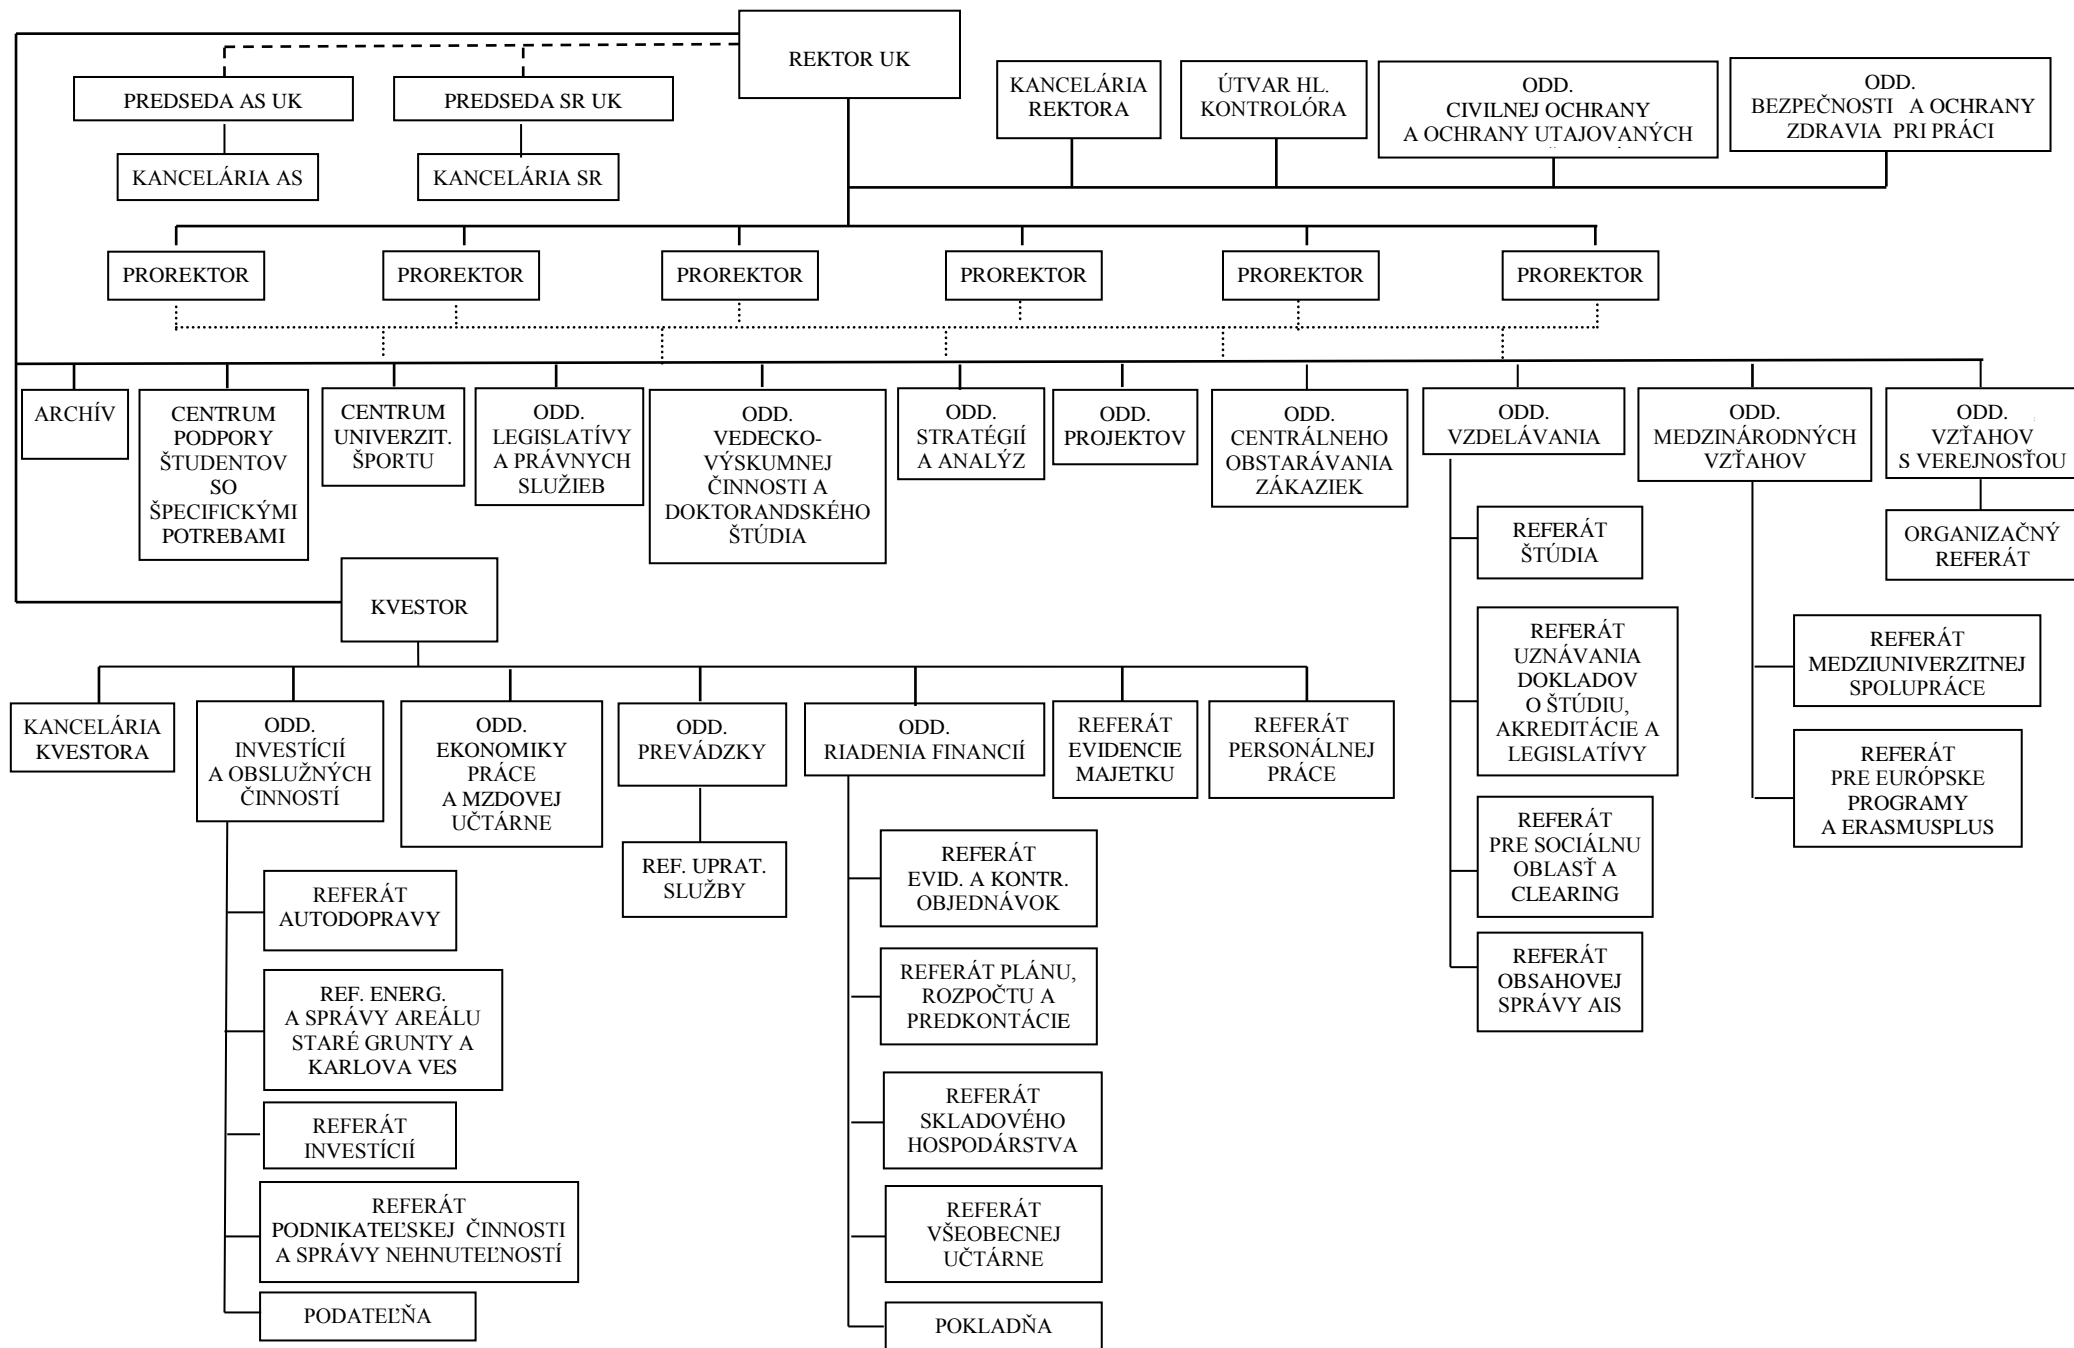 REKTOR UK
PREDSEDA AS UK
PREDSEDA SR UK
KANCELÁRIA AS
KANCELÁRIA SR
KANCELÁRIA
REKTORA
ÚTVAR HL.
KONTROLÓRA
ODD.
CIVILNEJ OCHRANY
A OCHRANY UTAJOVANÝCH
ODD.
BEZPEČNOSTI A OCHRANY
ZDRAVIA PRI PRÁCI
PROREKTOR
PROREKTOR
PROREKTOR
PROREKTOR
PROREKTOR
PROREKTOR
ARCHÍV
CENTRUM
PODPORY
ŠTUDENTOV
SO
ŠPECIFICKÝMI
POTREBAMI
CENTRUM
UNIVERZIT.
ŠPORTU
ODD.
LEGISLATÍVY
A PRÁVNYCH
SLUŽIEB
ODD.
VEDECKO-
VÝSKUMNEJ
ČINNOSTI A
DOKTORANDSKÉHO
ŠTÚDIA
ODD.
STRATÉGIÍ
A ANALÝZ
ODD.
PROJEKTOV
ODD.
CENTRÁLNEHO
OBSTARÁVANIA
ZÁKAZIEK
ODD.
VZDELÁVANIA
ODD.
MEDZINÁRODNÝCH
VZŤAHOV
ODD.
VZŤAHOV
S VEREJNOSŤOU
REFERÁT
ŠTÚDIA
ORGANIZAČNÝ
REFERÁT
REFERÁT
UZNÁVANIA
DOKLADOV
O ŠTÚDIU,
AKREDITÁCIE A
LEGISLATÍVY
REFERÁT
MEDZIUNIVERZITNEJ
SPOLUPRÁCE
REFERÁT
PRE EURÓPSKE
PROGRAMY
A ERASMUSPLUS
REFERÁT
PRE SOCIÁLNU
OBLASŤ A
CLEARING
REFERÁT
OBSAHOVEJ
SPRÁVY AIS
KVESTOR
KANCELÁRIA
KVESTORA
ODD.
INVESTÍCIÍ
A OBSLUŽNÝCH
ČINNOSTÍ
ODD.
EKONOMIKY
PRÁCE
A MZDOVEJ
UČTÁRNE
ODD.
PREVÁDZKY
ODD.
RIADENIA FINANCIÍ
REFERÁT
EVIDENCIE
MAJETKU
REFERÁT
PERSONÁLNEJ
PRÁCE
REFERÁT
AUTODOPRAVY
REF. ENERG.
A SPRÁVY AREÁLU
STARÉ GRUNTY A
KARLOVA VES
REFERÁT
INVESTÍCIÍ
REFERÁT
PODNIKATEĽSKEJ ČINNOSTI
A SPRÁVY NEHNUTEĽNOSTÍ
PODATEĽŇA
REF. UPRAT.
SLUŽBY
REFERÁT
EVID. A KONTR.
OBJEDNÁVOK
REFERÁT PLÁNU,
ROZPOČTU A
PREDKONTÁCIE
REFERÁT
SKLADOVÉHO
HOSPODÁRSTVA
REFERÁT
VŠEOBECNEJ
UČTÁRNE
POKLADŇA